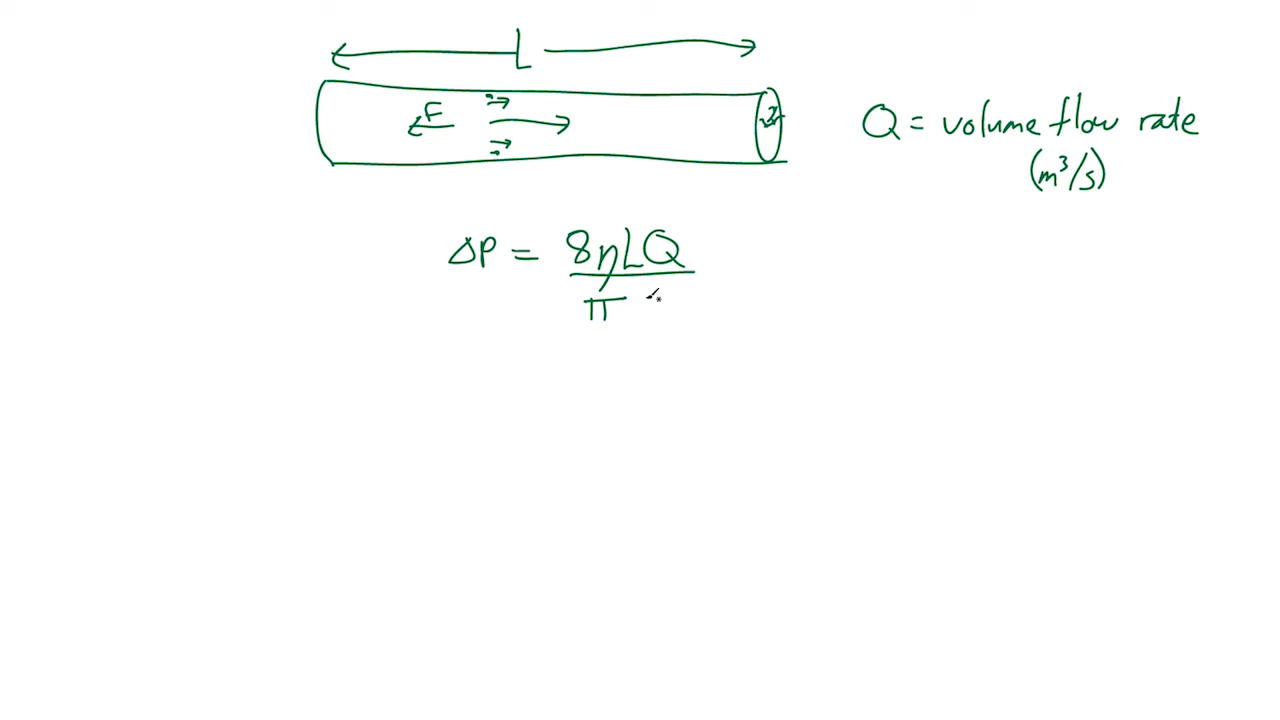 L
F
Q = volume flow rate
(m³/s)
ΔP = 8ηLQ
π